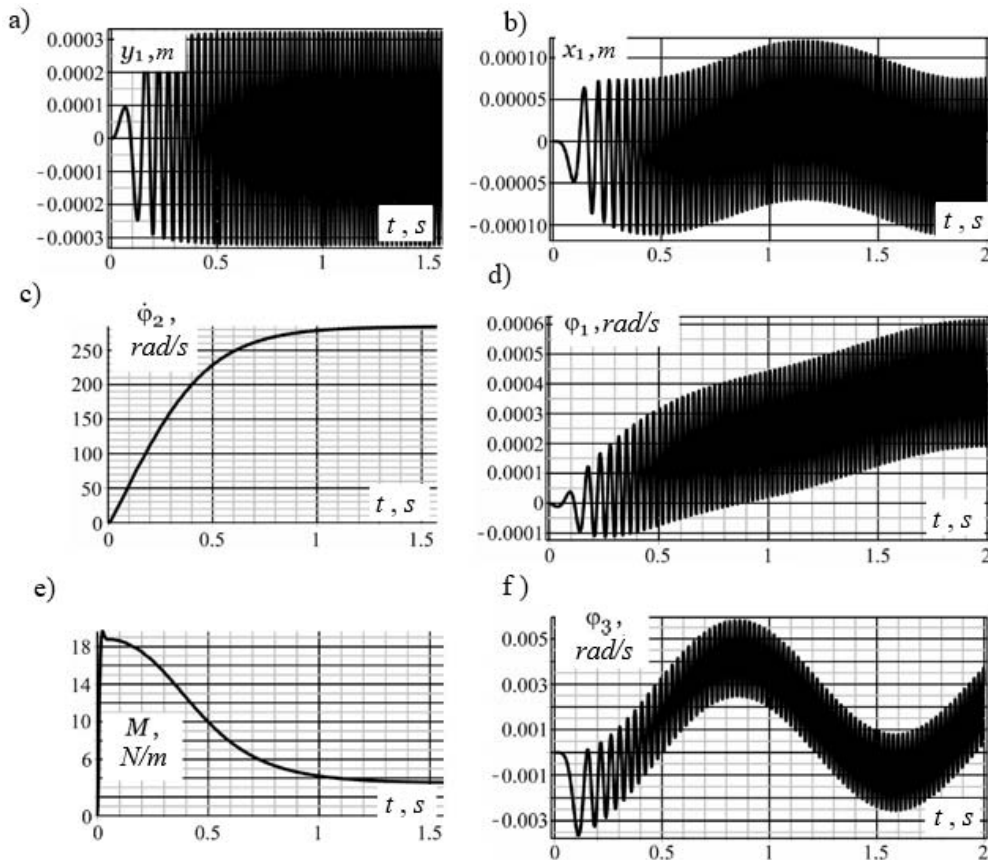 a)
y₁, m
0.0003
0.0002
0.0001
0
-0.0001
-0.0002
-0.0003
t , s
0 0.5 1 1.5
b)
x₁, m
0.00010
0.00005
0
-0.00005
-0.00010
t , s
0 0.5 1 1.5 2
c)
φ̇₂ ,
rad/s
250
200
150
100
50
0
t , s
0 0.5 1 1.5
d)
φ₁, rad/s
0.0006
0.0005
0.0004
0.0003
0.0002
0.0001
0
-0.0001
t , s
0 0.5 1 1.5 2
e)
18
14
10
6
0
M ,
N/m
t , s
0 0.5 1 1.5
f )
φ₃,
rad/s
0.005
0.003
0.001
-0.001
-0.003
t , s
0 0.5 1 1.5 2